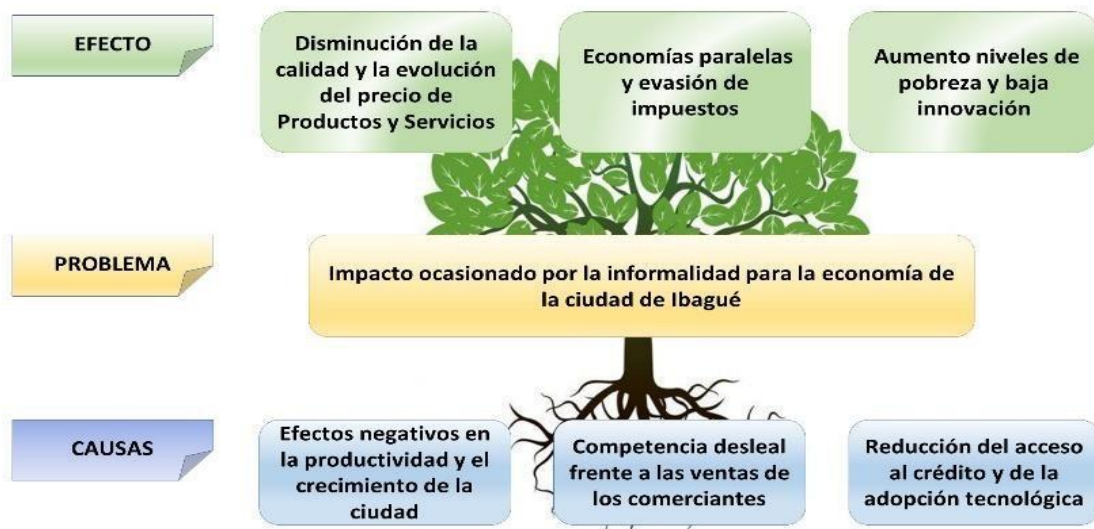 EFECTO
Disminución de la
calidad y la evolución
del precio de
Productos y Servicios
Economías paralelas
y evasión de
impuestos
Aumento niveles de
pobreza y baja
innovación
PROBLEMA
Impacto ocasionado por la informalidad para la economía de
la ciudad de Ibagué
CAUSAS
Efectos negativos en
la productividad y el
crecimiento de la
ciudad
Competencia desleal
frente a las ventas de
los comerciantes
Reducción del acceso
al crédito y de la
adopción tecnológica